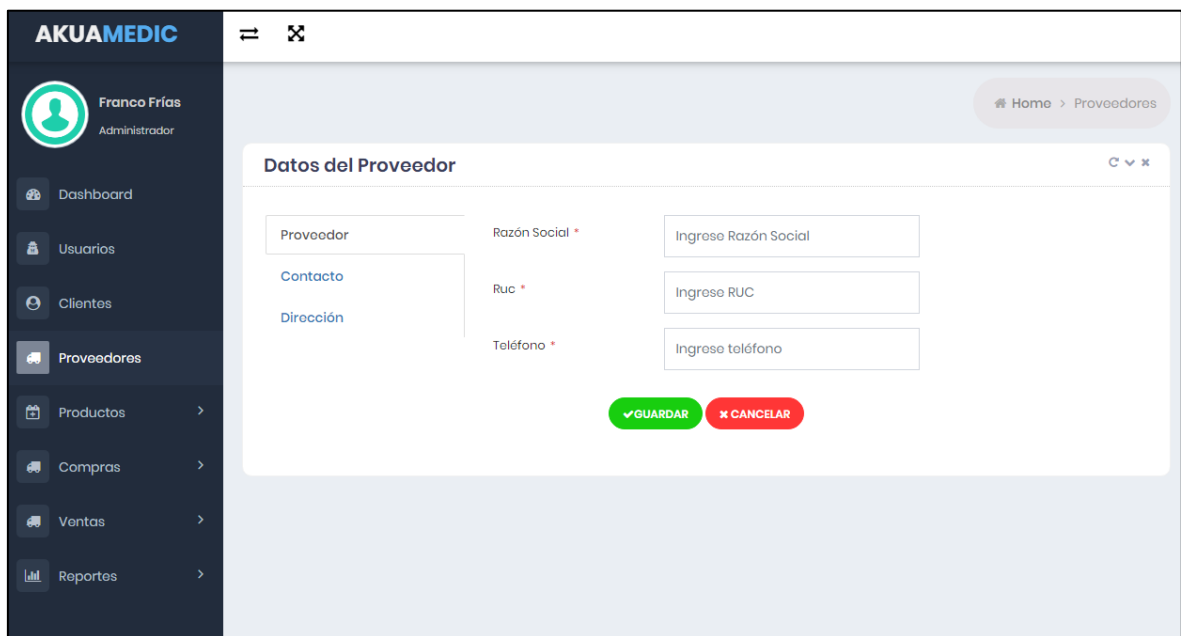 AKUAMEDIC
Franco Frías
Administrador
Dashboard
Usuarios
Clientes
Proveedores
Productos
Compras
Ventas
Reportes
Home > Proveedores
Datos del Proveedor
Proveedor
Contacto
Dirección
Razón Social * Ingrese Razón Social
Ruc * Ingrese RUC
Teléfono * Ingrese teléfono
GUARDAR CANCELAR